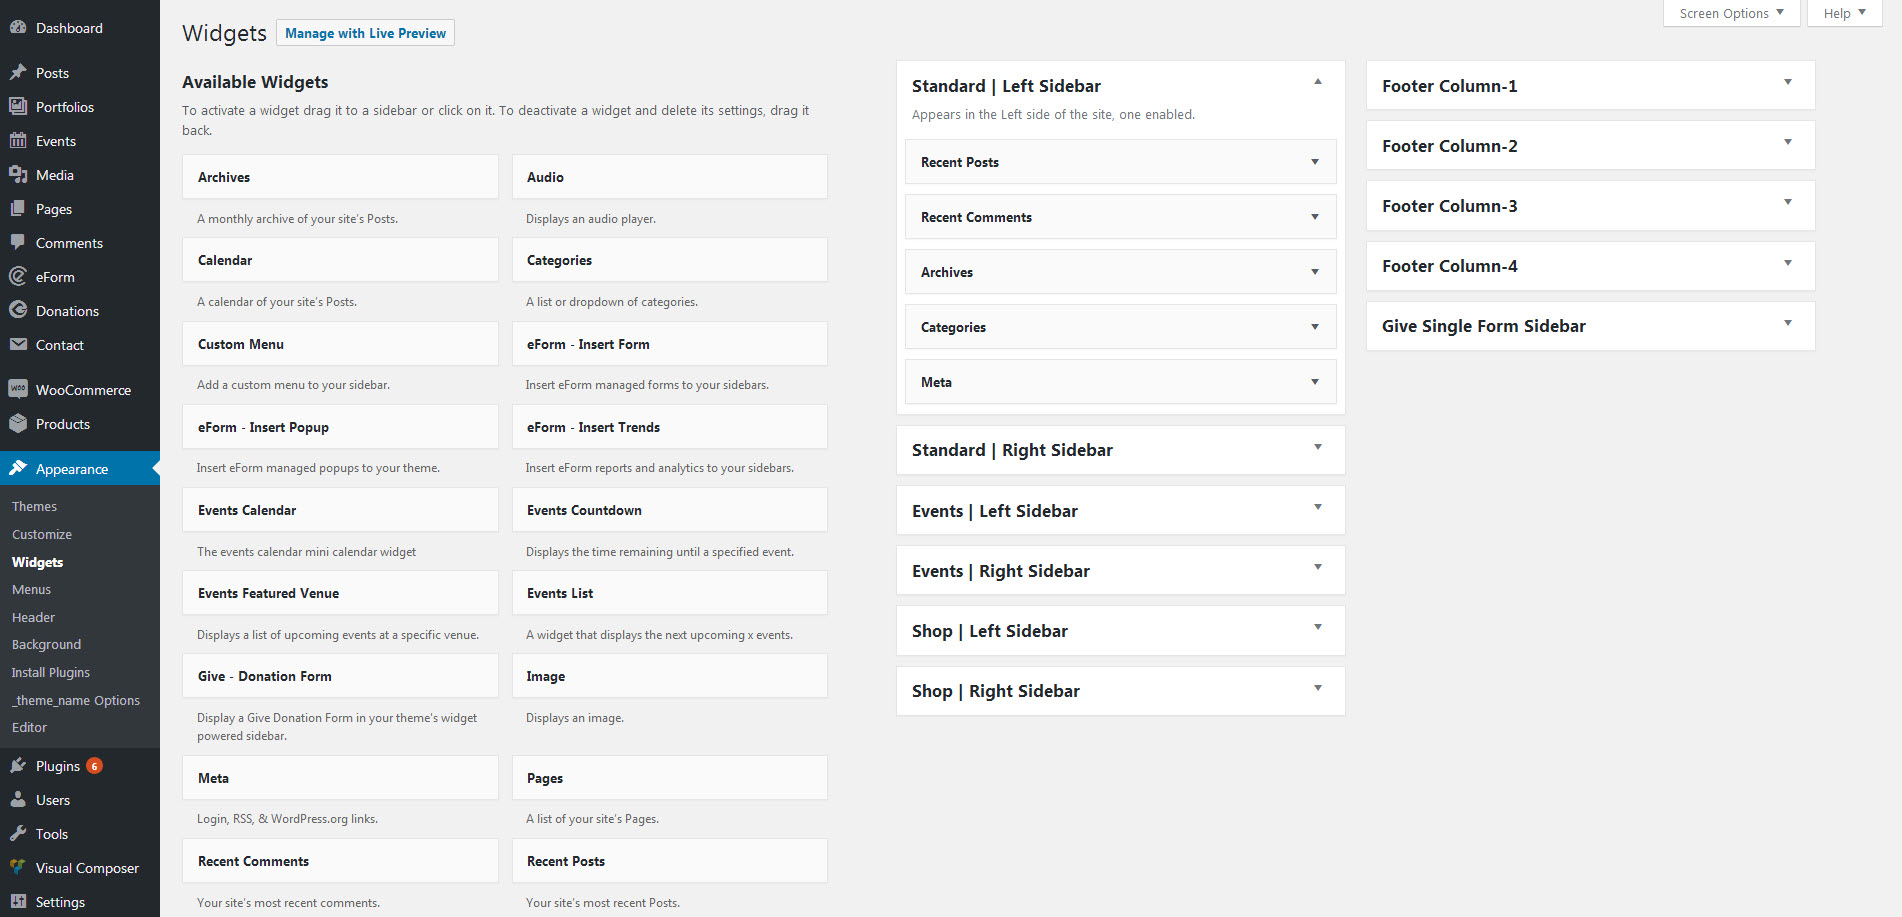 Dashboard
Posts
Portfolios
Events
Media
Pages
Comments
eForm
Donations
Contact
WooCommerce
Products
Appearance
Themes
Customize
Widgets
Menus
Header
Background
Install Plugins
_theme_name Options
Editor
Plugins 6
Users
Tools
Visual Composer
Settings
Screen Options
Help
Widgets
Manage with Live Preview
Available Widgets
To activate a widget drag it to a sidebar or click on it. To deactivate a widget and delete its settings, drag it
back.
Archives
A monthly archive of your site's Posts.
Audio
Displays an audio player.
Calendar
A calendar of your site's Posts.
Categories
A list or dropdown of categories.
Custom Menu
Add a custom menu to your sidebar.
eForm - Insert Form
Insert eForm managed forms to your sidebars.
eForm - Insert Popup
Insert eForm managed popups to your theme.
eForm - Insert Trends
Insert eForm reports and analytics to your sidebars.
Events Calendar
The events calendar mini calendar widget
Events Countdown
Displays the time remaining until a specified event.
Events Featured Venue
Displays a list of upcoming events at a specific venue.
Events List
A widget that displays the next upcoming x events.
Give - Donation Form
Display a Give Donation Form in your theme's widget
powered sidebar.
Image
Displays an image.
Meta
Login, RSS, & WordPress.org links.
Pages
A list of your site's Pages.
Recent Comments
Your site's most recent comments.
Recent Posts
Your site's most recent Posts.
Standard | Left Sidebar
Appears in the Left side of the site, one enabled.
Recent Posts
Recent Comments
Archives
Categories
Meta
Standard | Right Sidebar
Events | Left Sidebar
Events | Right Sidebar
Shop | Left Sidebar
Shop | Right Sidebar
Footer Column-1
Footer Column-2
Footer Column-3
Footer Column-4
Give Single Form Sidebar